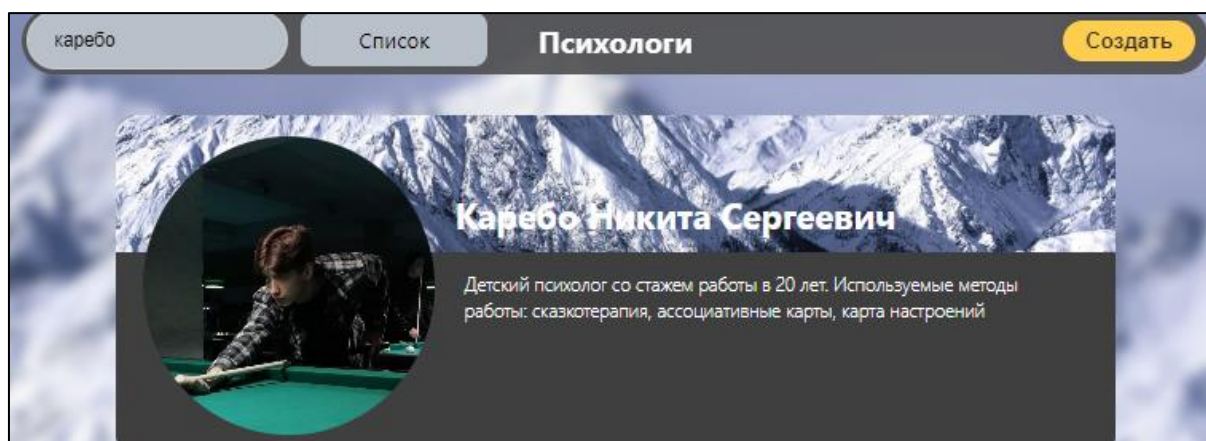 каребо
Список
Психологи
Создать
Каребо Никита Сергеевич
Детский психолог со стажем работы в 20 лет. Используемые методы
работы: сказкотерапия, ассоциативные карты, карта настроений